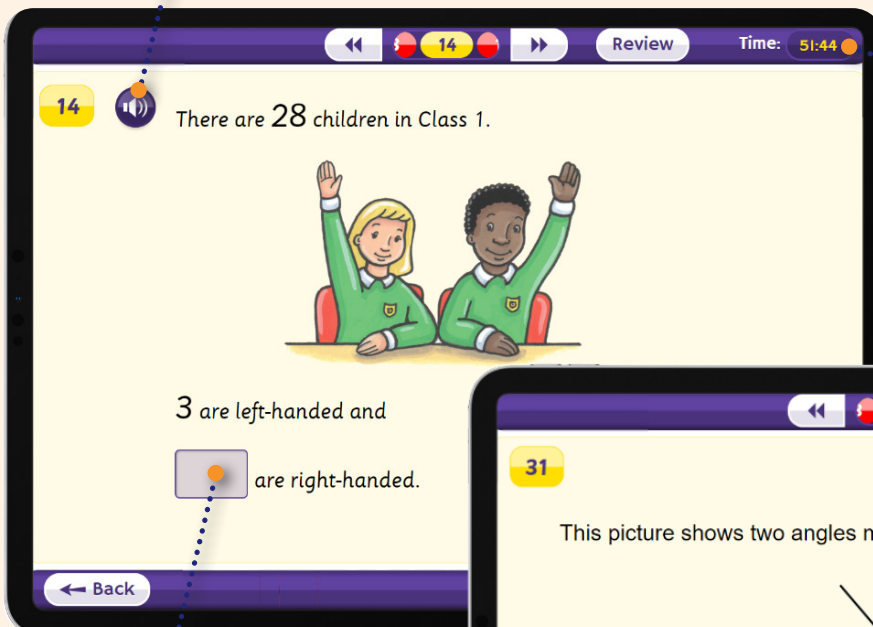 14
Review
Time: 51:44
14
There are 28 children in Class 1.
3 are left-handed and
are right-handed.
Back
31
This picture shows two angles